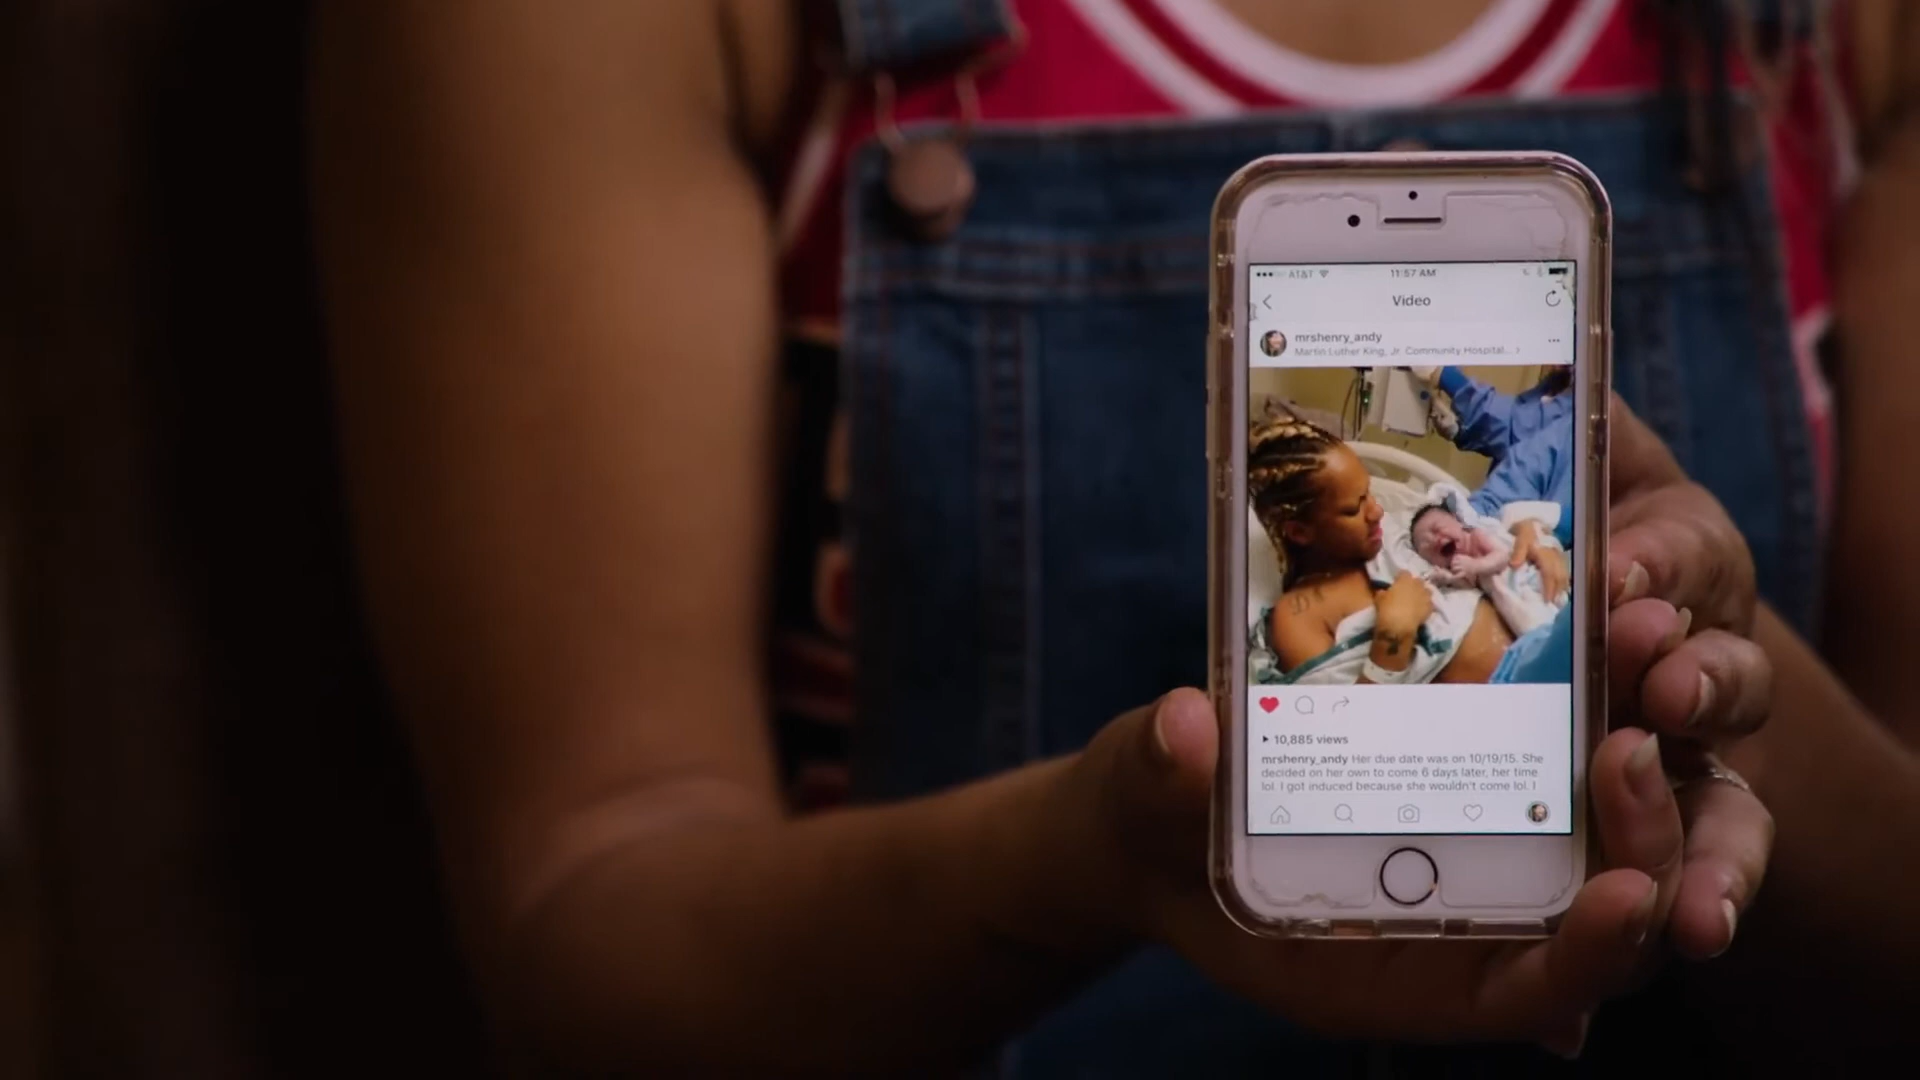 AT&T 11:57 AM
Video
mrshenry_andy
Martin Luther King, Jr. Community Hospital...
10,885 views
mrshenry_andy Her due date was on 10/19/15. She
decided on her own to come 6 days later, her time
lol. I got induced because she wouldn't come lol. I